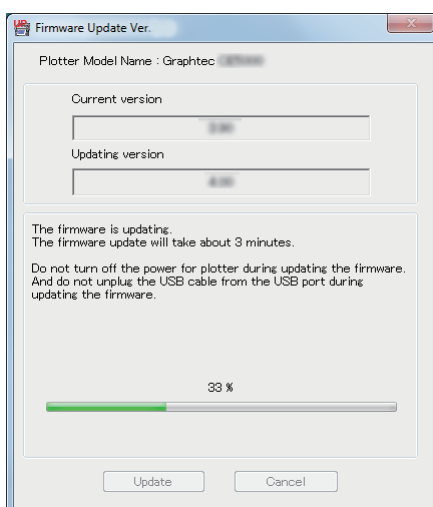 Firmware Update Ver.
Plotter Model Name : Graphtec
Current version
Updating version
The firmware is updating.
The firmware update will take about 3 minutes.
Do not turn off the power for plotter during updating the firmware.
And do not unplug the USB cable from the USB port during
updating the firmware.
33 %
Update
Cancel